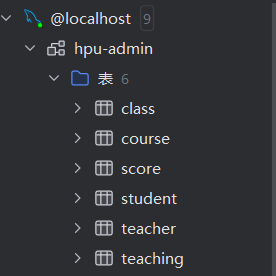 @localhost 9
hpu-admin
表 6
class
course
score
student
teacher
teaching